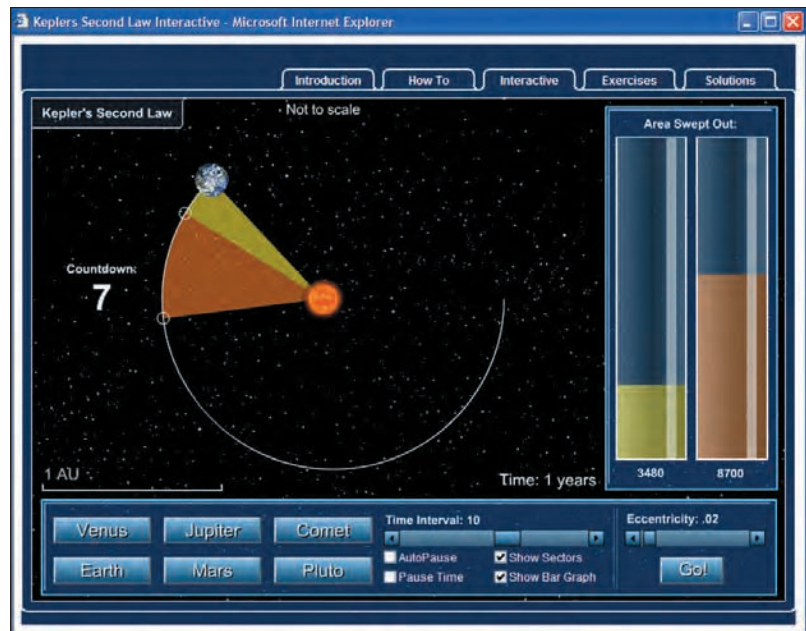 Keplers Second Law Interactive - Microsoft Internet Explorer
Introduction
How To
Interactive
Exercises
Solutions
Kepler's Second Law
Not to scale
Area Swept Out:
Countdown:
7
1 AU
Time: 1 years
3480
8700
Venus
Jupiter
Comet
Earth
Mars
Pluto
Time Interval: 10
AutoPause
Show Sectors
Pause Time
Show Bar Graph
Eccentricity: .02
Go!